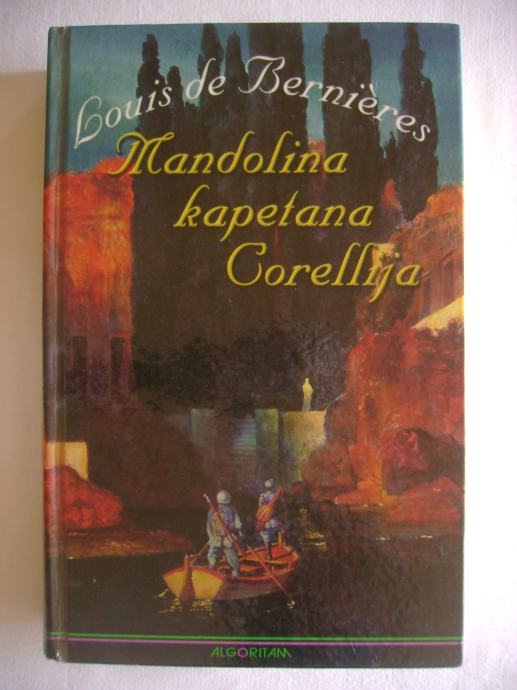 Louis de Bernières
Mandolina
kapetana
Corellija
ALGORITAM